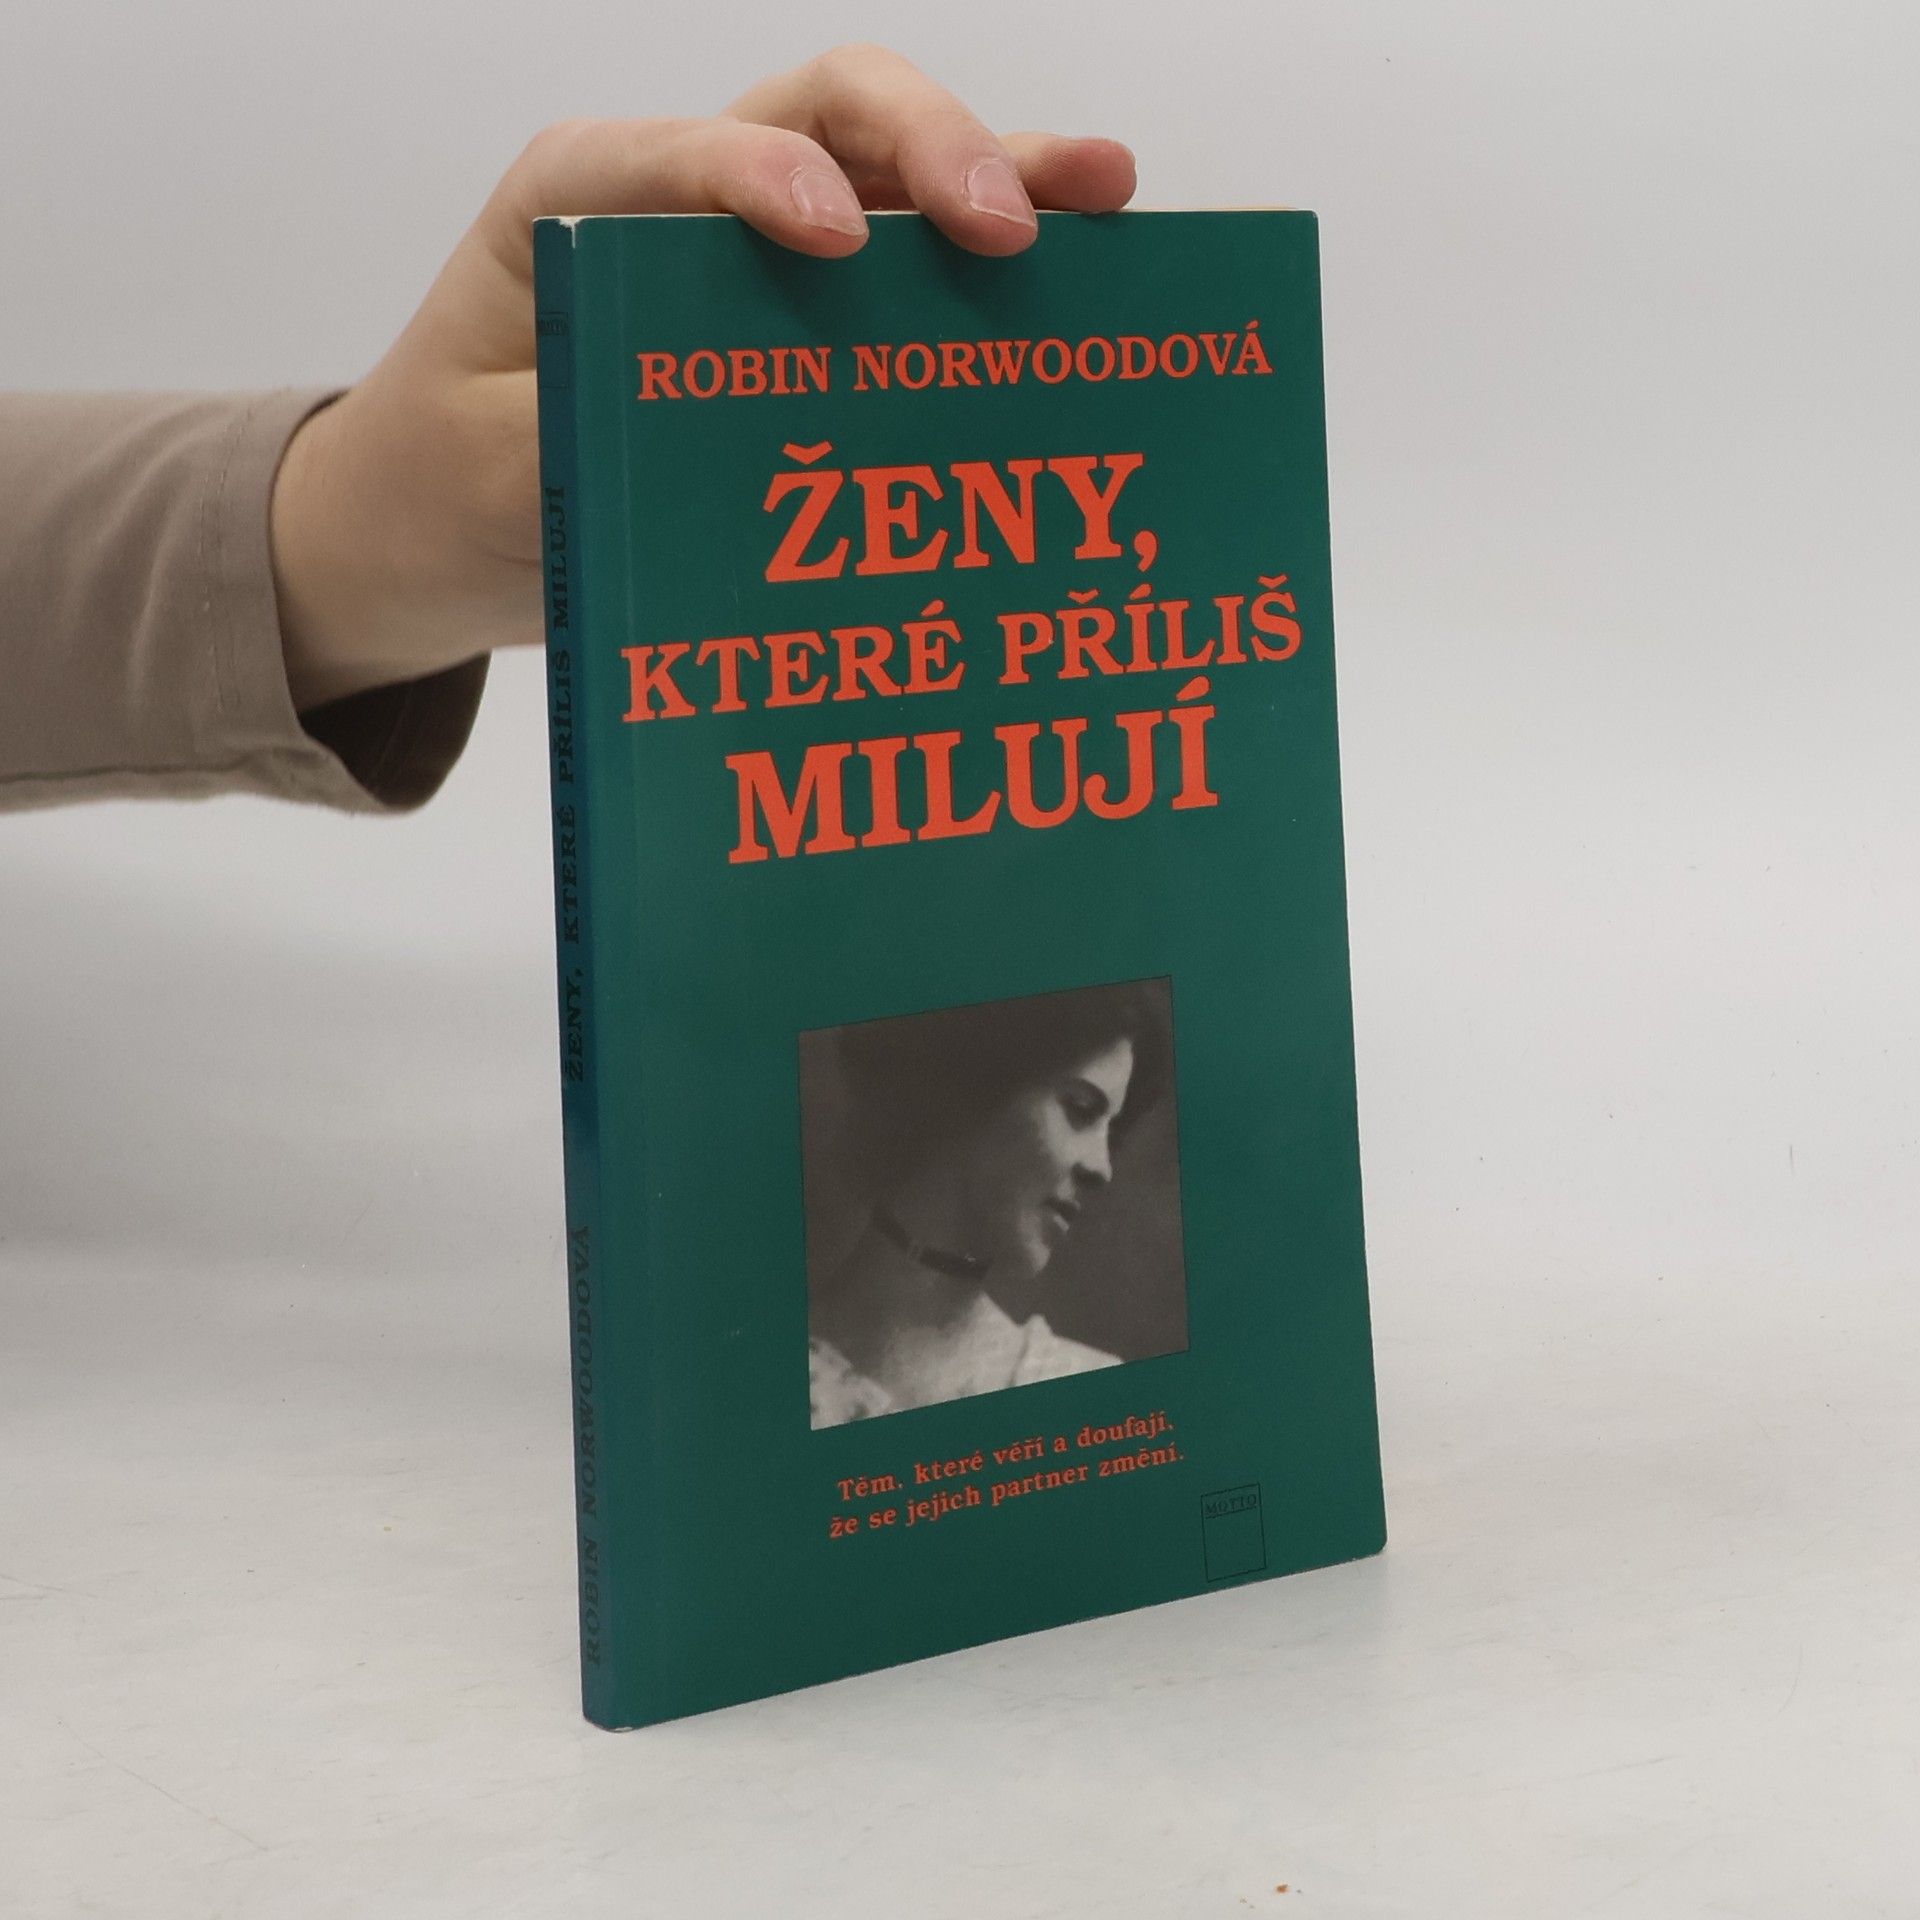 ROBIN NORWOODOVÁ
ŽENY,
KTERÉ PŘÍLIŠ
MILUJÍ
Těm, které věří a doufají,
že se jejich partner změní.
MOTTO
ROBIN NORWOODOVÁ ŽENY, KTERÉ PŘÍLIŠ MILUJÍ
MOTTO